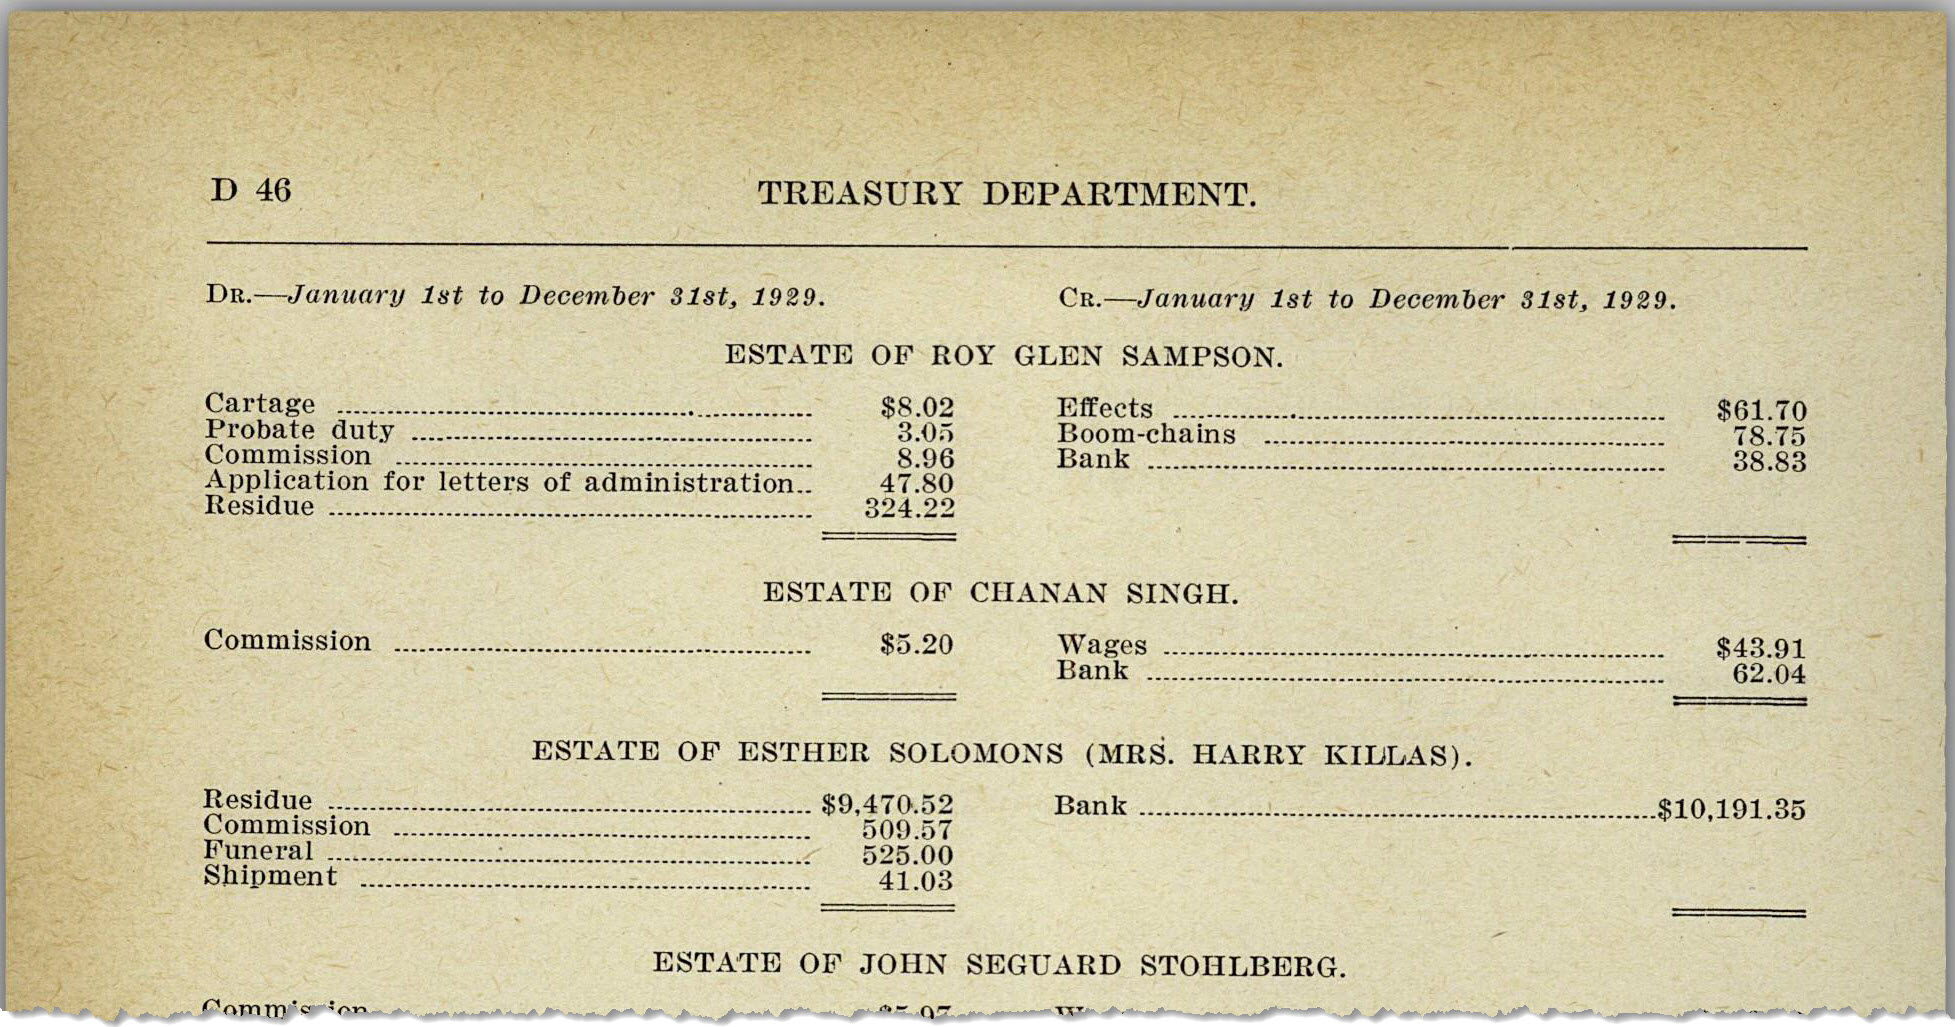 D 46 TREASURY DEPARTMENT.
DR.—January 1st to December 31st, 1929. CR.—January 1st to December 31st, 1929.
ESTATE OF ROY GLEN SAMPSON.
Cartage $8.02 Effects $61.70
Probate duty 3.05 Boom-chains 78.75
Commission 8.96 Bank 38.83
Application for letters of administration 47.80
Residue 324.22
ESTATE OF CHANAN SINGH.
Commission $5.20 Wages $43.91
Bank 62.04
ESTATE OF ESTHER SOLOMONS (MRS. HARRY KILLAS).
Residue $9,470.52 Bank $10,191.35
Commission 509.57
Funeral 525.00
Shipment 41.03
ESTATE OF JOHN SEGUARD STOHLBERG.
Commission